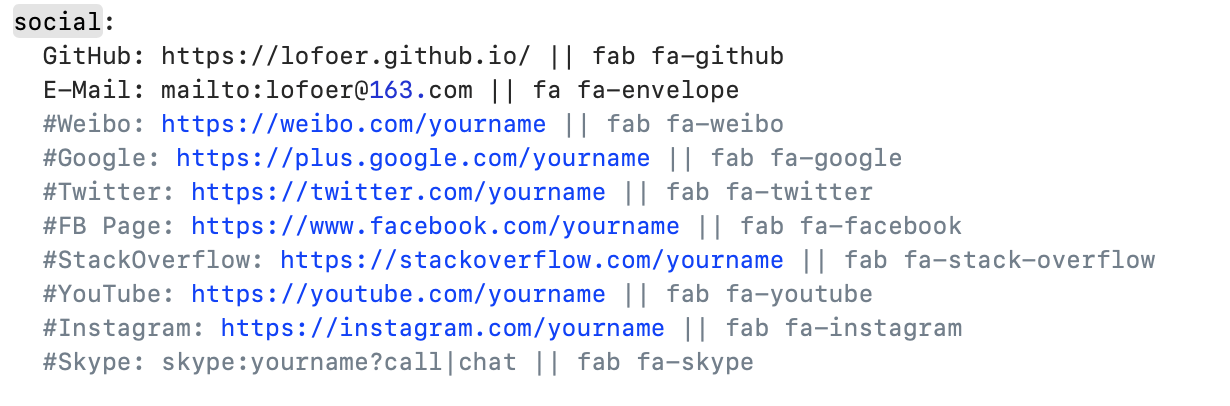 social:
  GitHub: https://lofoer.github.io/ || fab fa-github
  E-Mail: mailto:lofoer@163.com || fa fa-envelope
  #Weibo: https://weibo.com/yourname || fab fa-weibo
  #Google: https://plus.google.com/yourname || fab fa-google
  #Twitter: https://twitter.com/yourname || fab fa-twitter
  #FB Page: https://www.facebook.com/yourname || fab fa-facebook
  #StackOverflow: https://stackoverflow.com/yourname || fab fa-stack-overflow
  #YouTube: https://youtube.com/yourname || fab fa-youtube
  #Instagram: https://instagram.com/yourname || fab fa-instagram
  #Skype: skype:yourname?call|chat || fab fa-skype